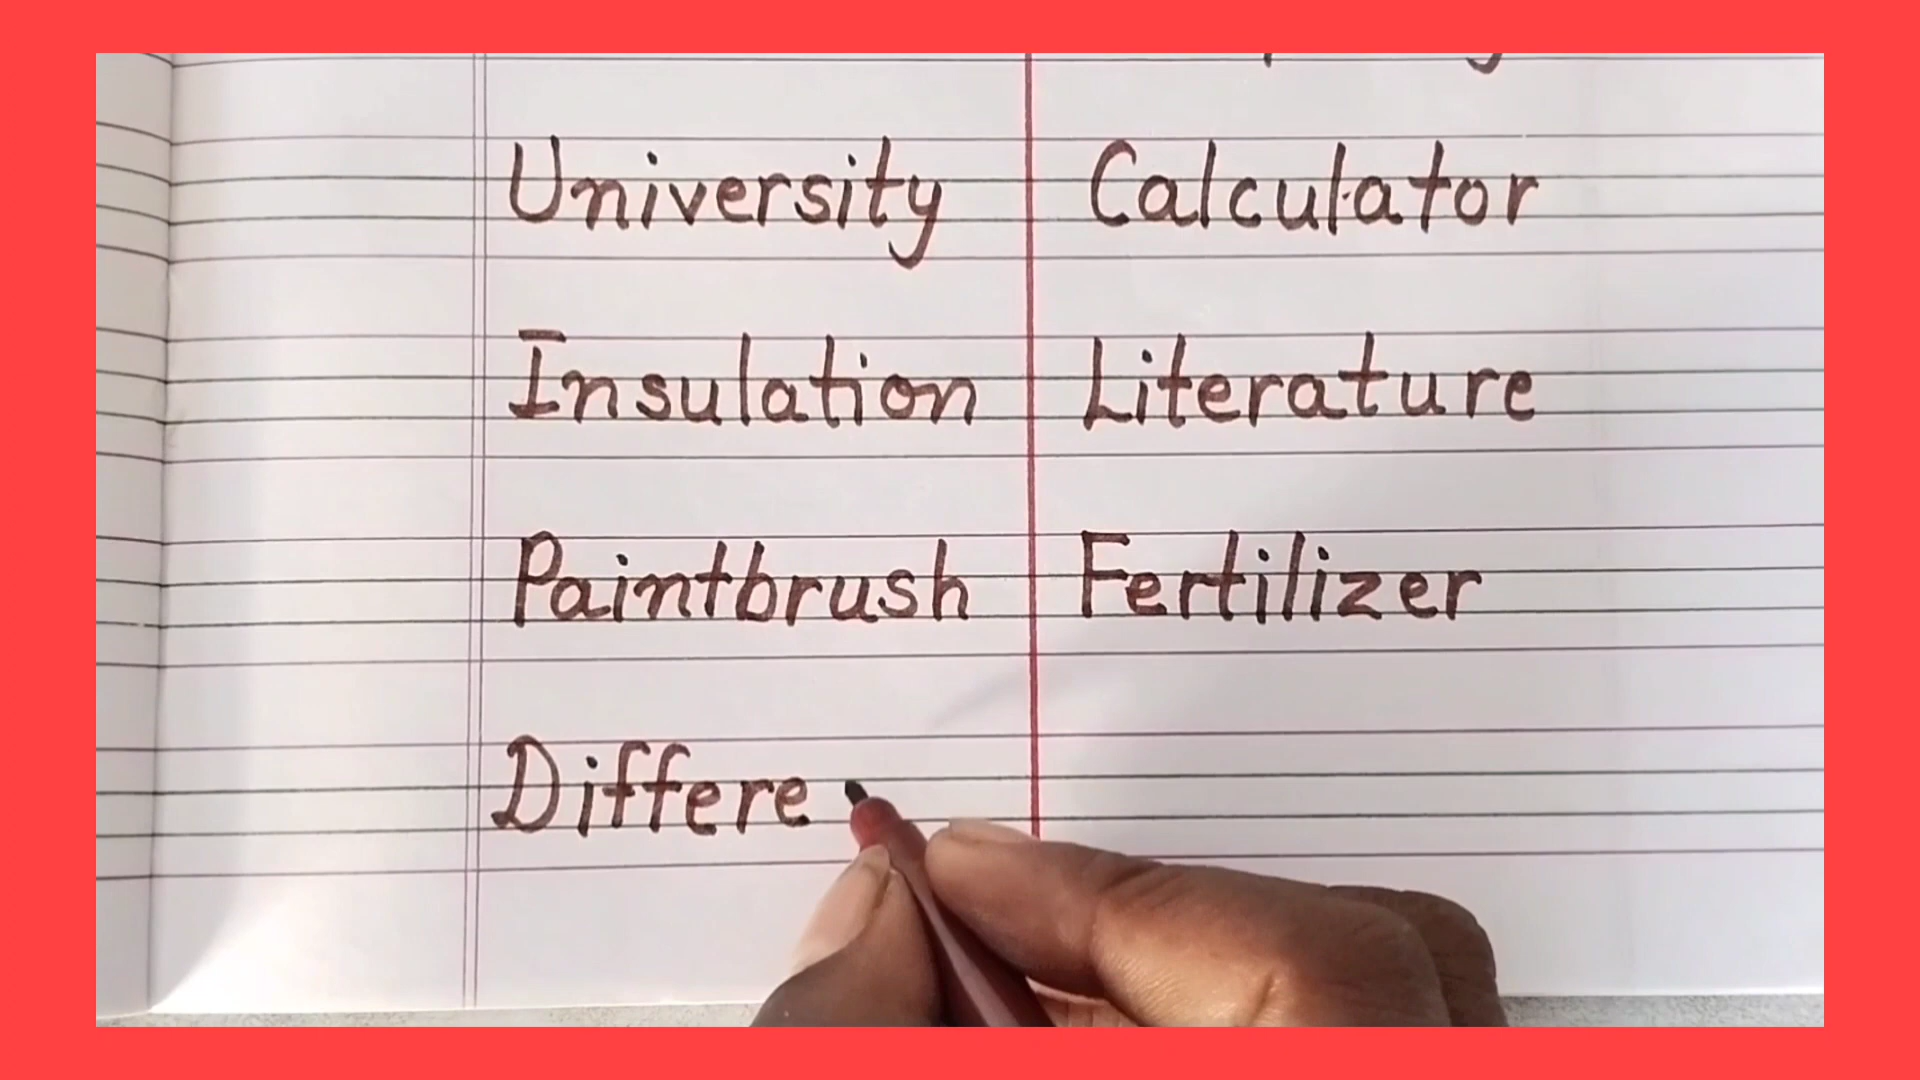 University Calculator
Insulation Literature
Paintbrush Fertilizer
Differe